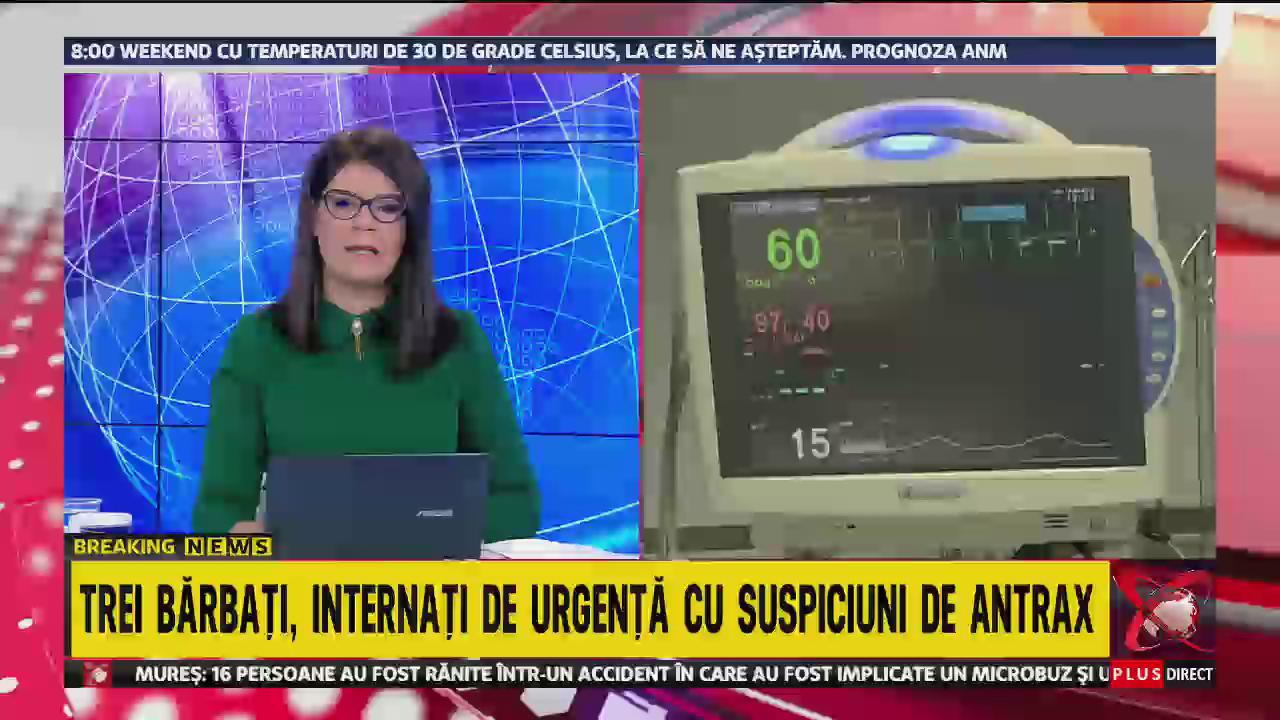 8:00 WEEKEND CU TEMPERATURI DE 30 DE GRADE CELSIUS, LA CE SĂ NE AȘTEPTĂM. PROGNOZA ANM
60
97
40
15
BREAKING NEWS
TREI BĂRBAȚI, INTERNAȚI DE URGENȚĂ CU SUSPICIUNI DE ANTRAX
MUREȘ: 16 PERSOANE AU FOST RĂNITE ÎNTR-UN ACCIDENT ÎN CARE AU FOST IMPLICATE UN MICROBUZ ȘI U
PLUS DIRECT